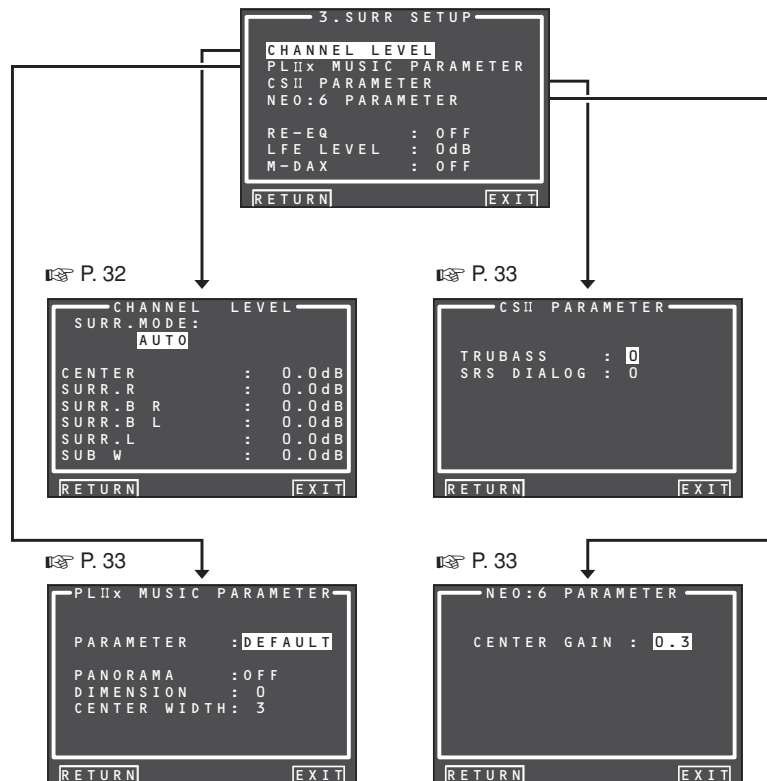 3.SURR SETUP
CHANNEL LEVEL
PLIIx MUSIC PARAMETER
CSII PARAMETER
NEO:6 PARAMETER
RE-EQ : OFF
LFE LEVEL : 0dB
M-DAX : OFF
RETURN EXIT
☞ P. 32
CHANNEL LEVEL
SURR.MODE:
AUTO
CENTER : 0.0dB
SURR.R : 0.0dB
SURR.B R : 0.0dB
SURR.B L : 0.0dB
SURR.L : 0.0dB
SUB W : 0.0dB
RETURN EXIT
☞ P. 33
CSII PARAMETER
TRUBASS : 0
SRS DIALOG : 0
RETURN EXIT
☞ P. 33
PLIIx MUSIC PARAMETER
PARAMETER :DEFAULT
PANORAMA :OFF
DIMENSION : 0
CENTER WIDTH: 3
RETURN EXIT
☞ P. 33
NEO:6 PARAMETER
CENTER GAIN : 0.3
RETURN EXIT